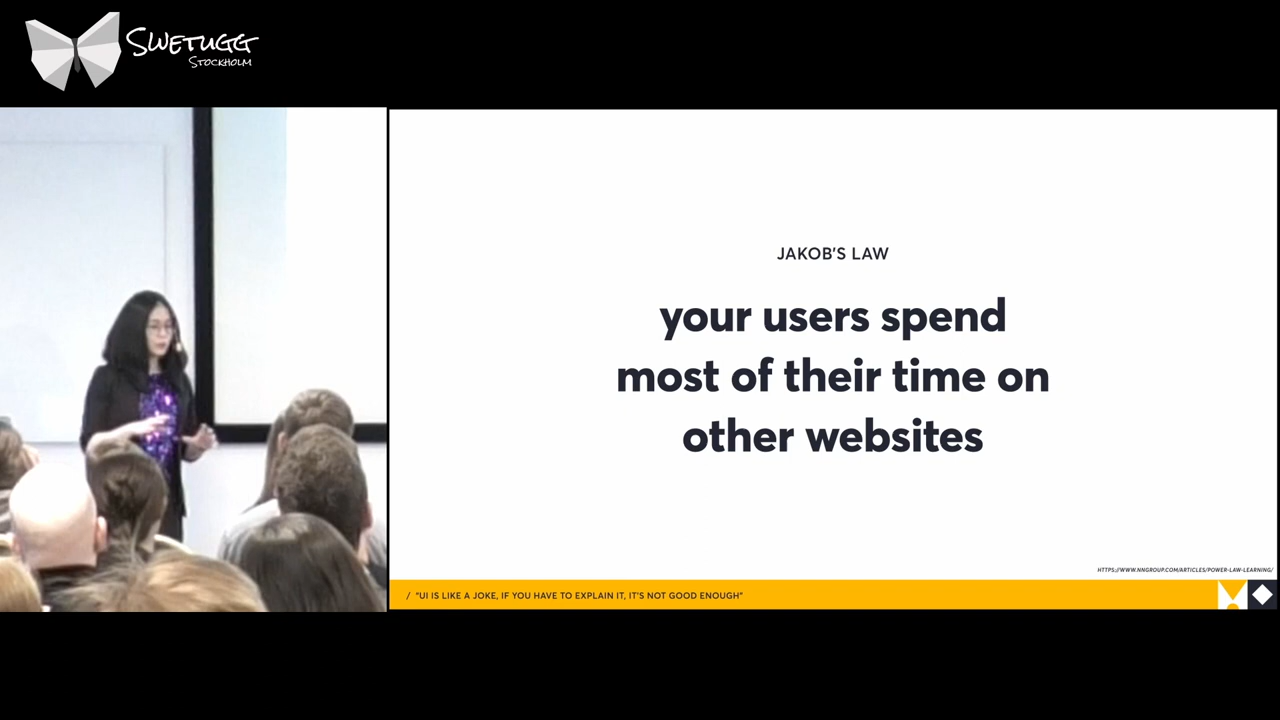 SWETUGG
STOCKHOLM
JAKOB'S LAW
your users spend
most of their time on
other websites
HTTPS://WWW.NNGROUP.COM/ARTICLES/POWER-LAW-LEARNING/
/ "UI IS LIKE A JOKE, IF YOU HAVE TO EXPLAIN IT, IT'S NOT GOOD ENOUGH"